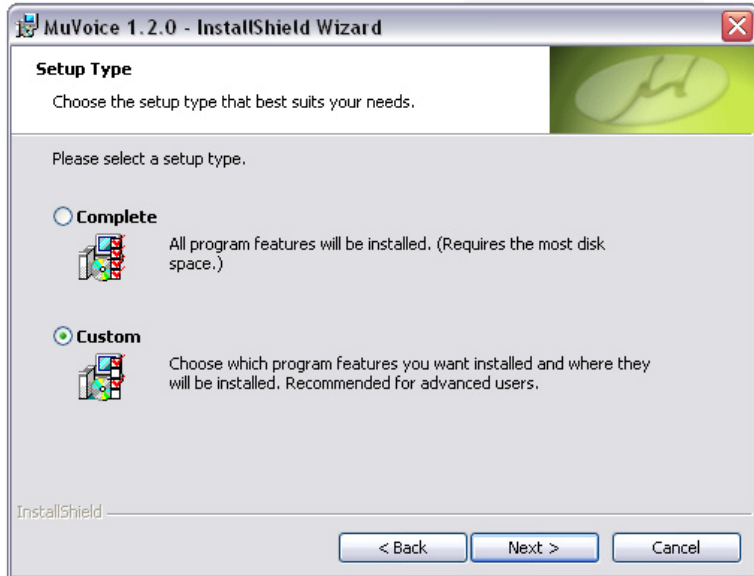 MuVoice 1.2.0 - InstallShield Wizard
Setup Type
Choose the setup type that best suits your needs.
Please select a setup type.
Complete
All program features will be installed. (Requires the most disk
space.)
Custom
Choose which program features you want installed and where they
will be installed. Recommended for advanced users.
InstallShield
< Back
Next >
Cancel